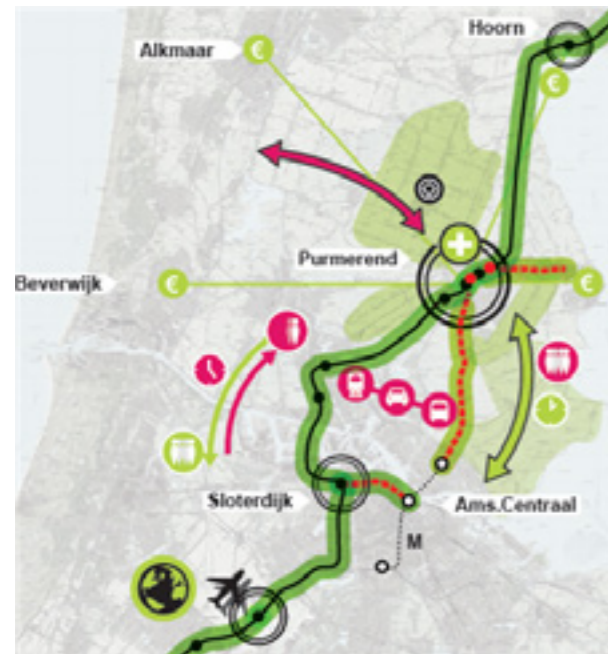 Hoorn
Alkmaar
€
€
Purmerend
Beverwijk
€
€
Sloterdijk
Ams.Centraal
M